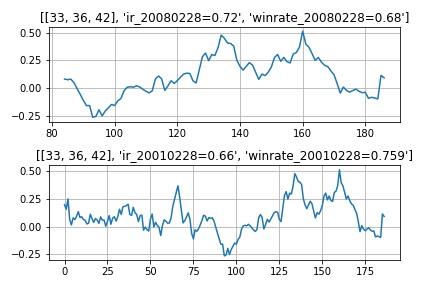 [[33, 36, 42], 'ir_20080228=0.72', 'winrate_20080228=0.68']
0.50
0.25
0.00
−0.25
80 100 120 140 160 180
[[33, 36, 42], 'ir_20010228=0.66', 'winrate_20010228=0.759']
0.50
0.25
0.00
−0.25
0 25 50 75 100 125 150 175